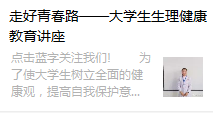 走好青春路——大学生生理健康
教育讲座
点击蓝字关注我们! 为
了使大学生树立全面的健
康观，提高自我保护意...